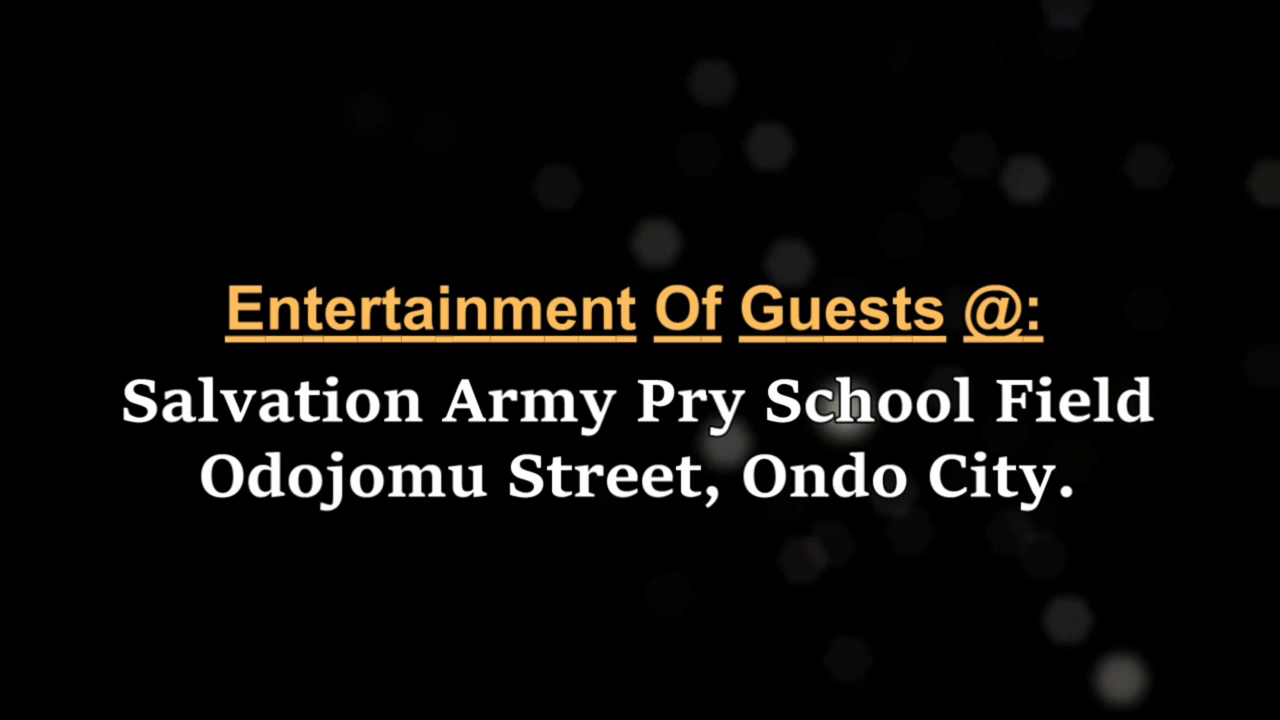 Entertainment Of Guests @:
Salvation Army Pry School Field
Odojomu Street, Ondo City.